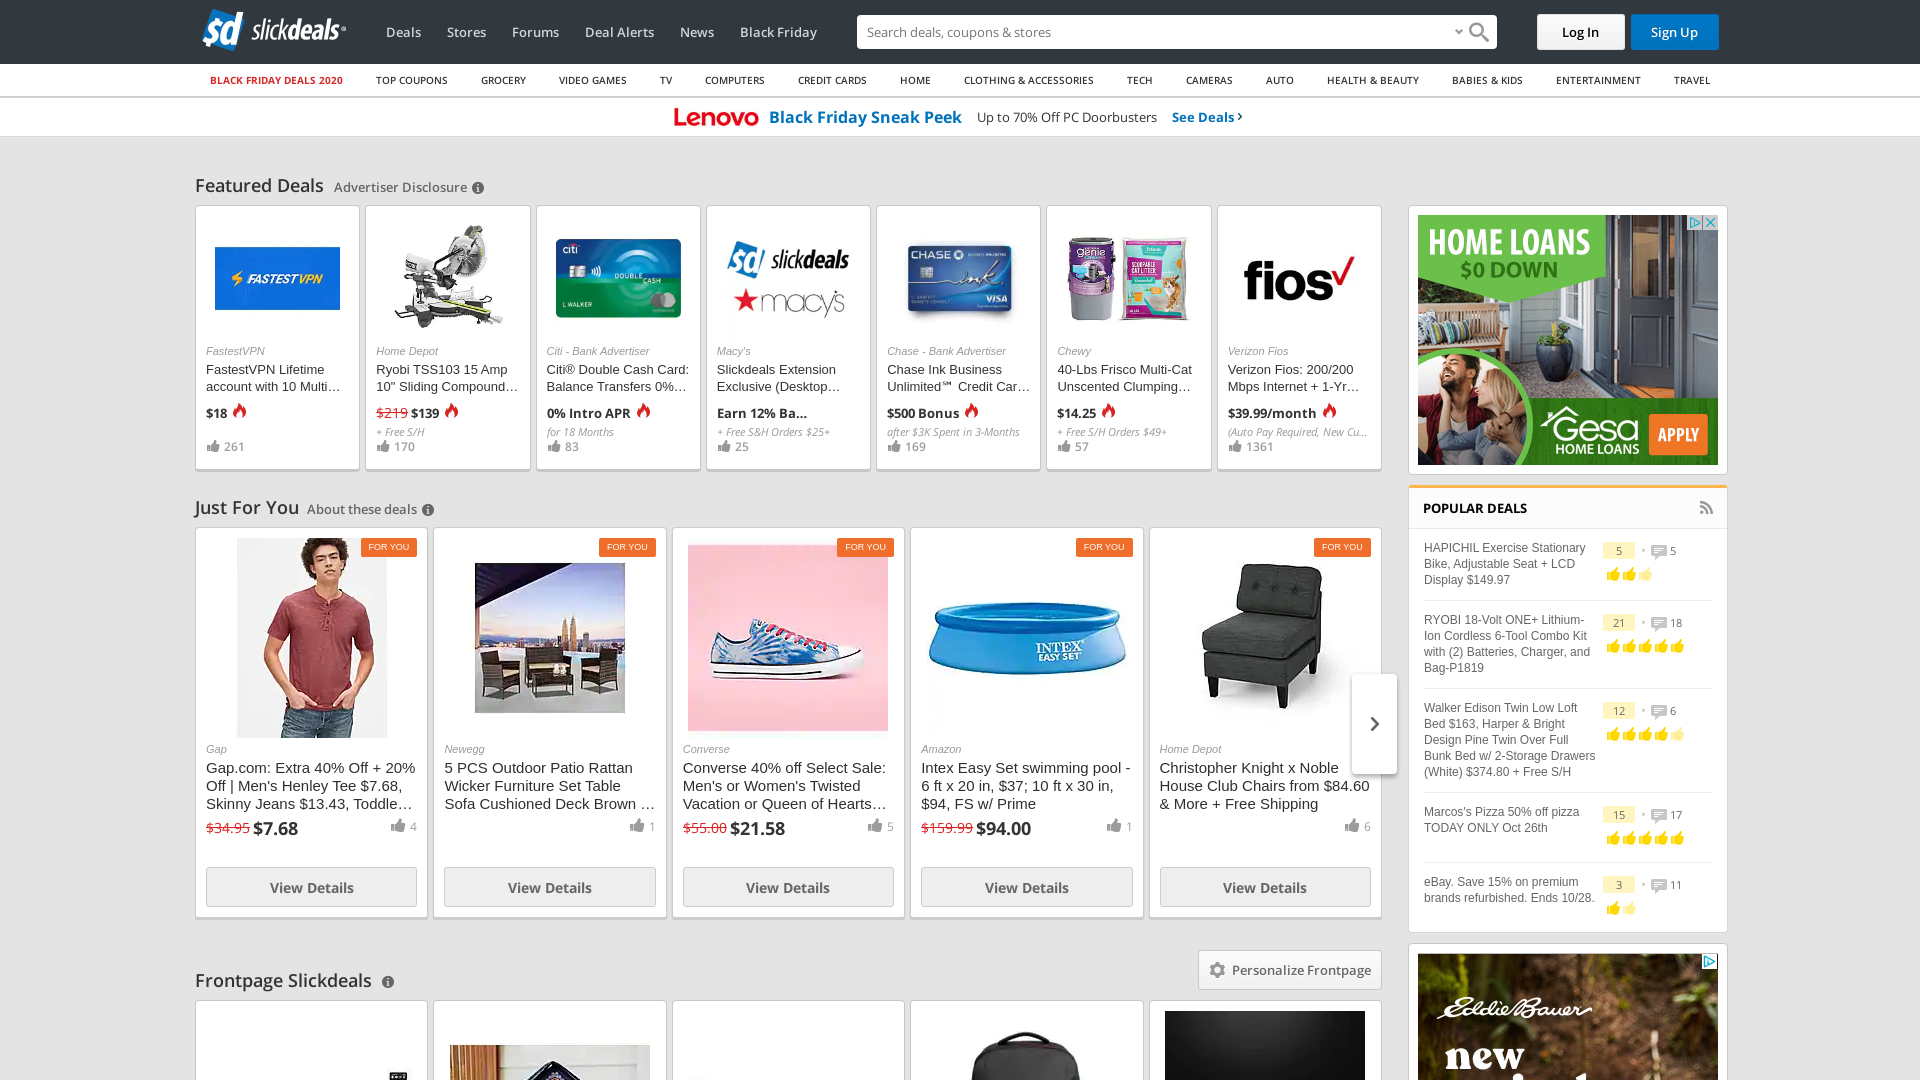 sd slickdeals
Deals
Stores
Forums
Deal Alerts
News
Black Friday
Search deals, coupons & stores
Log In
Sign Up
BLACK FRIDAY DEALS 2020
TOP COUPONS
GROCERY
VIDEO GAMES
TV
COMPUTERS
CREDIT CARDS
HOME
CLOTHING & ACCESSORIES
TECH
CAMERAS
AUTO
HEALTH & BEAUTY
BABIES & KIDS
ENTERTAINMENT
TRAVEL
Lenovo Black Friday Sneak Peek Up to 70% Off PC Doorbusters See Deals
Featured Deals Advertiser Disclosure
FASTESTVPN
FastestVPN
FastestVPN Lifetime
account with 10 Multi…
$18
261
Home Depot
Ryobi TSS103 15 Amp
10" Sliding Compound…
$219 $139
+ Free S/H
170
citi
DOUBLE
CASH
L WALKER
Citi - Bank Advertiser
Citi® Double Cash Card:
Balance Transfers 0%…
0% Intro APR
for 18 Months
83
sd slickdeals
macy's
Macy's
Slickdeals Extension
Exclusive (Desktop…
Earn 12% Ba…
+ Free S&H Orders $25+
25
CHASE
ink
VISA
Chase - Bank Advertiser
Chase Ink Business
Unlimited℠ Credit Car…
$500 Bonus
after $3K Spent in 3-Months
169
genie
SCOOPABLE
CAT LITTER
Chewy
40-Lbs Frisco Multi-Cat
Unscented Clumping…
$14.25
+ Free S/H Orders $49+
57
fios
Verizon Fios
Verizon Fios: 200/200
Mbps Internet + 1-Yr…
$39.99/month
(Auto Pay Required, New Cu…
1361
HOME LOANS
$0 DOWN
Gesa
HOME LOANS
APPLY
Just For You About these deals
FOR YOU
Gap
Gap.com: Extra 40% Off + 20%
Off | Men's Henley Tee $7.68,
Skinny Jeans $13.43, Toddle…
$34.95 $7.68
4
View Details
FOR YOU
Newegg
5 PCS Outdoor Patio Rattan
Wicker Furniture Set Table
Sofa Cushioned Deck Brown …
1
View Details
FOR YOU
Converse
Converse 40% off Select Sale:
Men's or Women's Twisted
Vacation or Queen of Hearts…
$55.00 $21.58
5
View Details
FOR YOU
INTEX
EASY SET
Amazon
Intex Easy Set swimming pool -
6 ft x 20 in, $37; 10 ft x 30 in,
$94, FS w/ Prime
$159.99 $94.00
1
View Details
FOR YOU
Home Depot
Christopher Knight x Noble
House Club Chairs from $84.60
& More + Free Shipping
6
View Details
POPULAR DEALS
HAPICHIL Exercise Stationary
Bike, Adjustable Seat + LCD
Display $149.97
5 • 5
RYOBI 18-Volt ONE+ Lithium-
Ion Cordless 6-Tool Combo Kit
with (2) Batteries, Charger, and
Bag-P1819
21 • 18
Walker Edison Twin Low Loft
Bed $163, Harper & Bright
Design Pine Twin Over Full
Bunk Bed w/ 2-Storage Drawers
(White) $374.80 + Free S/H
12 • 6
Marcos's Pizza 50% off pizza
TODAY ONLY Oct 26th
15 • 17
eBay. Save 15% on premium
brands refurbished. Ends 10/28.
3 • 11
Frontpage Slickdeals
Personalize Frontpage
Eddie Bauer
new